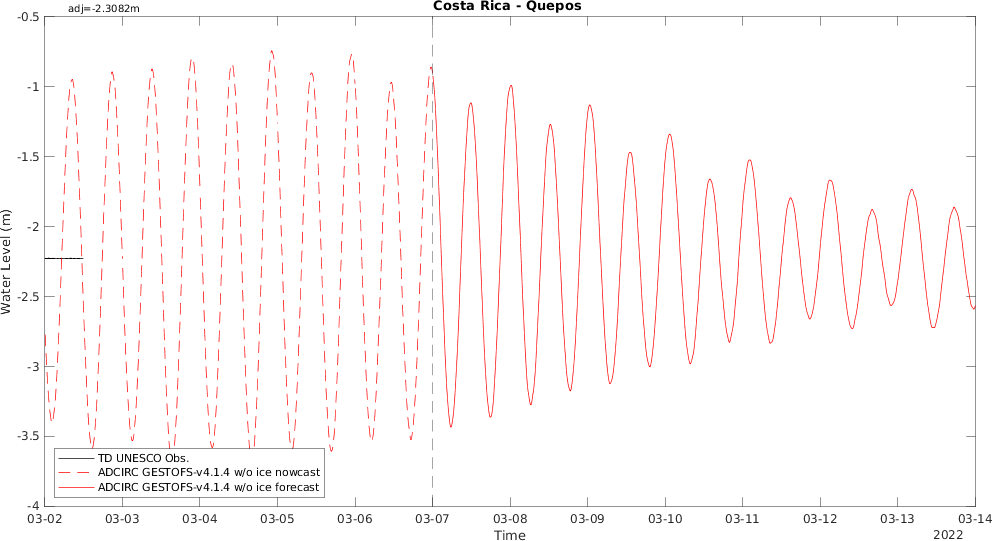 adj=-2.3082m
Costa Rica - Quepos
-0.5
-1
-1.5
-2
-2.5
-3
-3.5
-4
Water Level (m)
TD UNESCO Obs.
ADCIRC GESTOFS-v4.1.4 w/o ice nowcast
ADCIRC GESTOFS-v4.1.4 w/o ice forecast
03-02 03-03 03-04 03-05 03-06 03-07 03-08 03-09 03-10 03-11 03-12 03-13 03-14
Time
2022